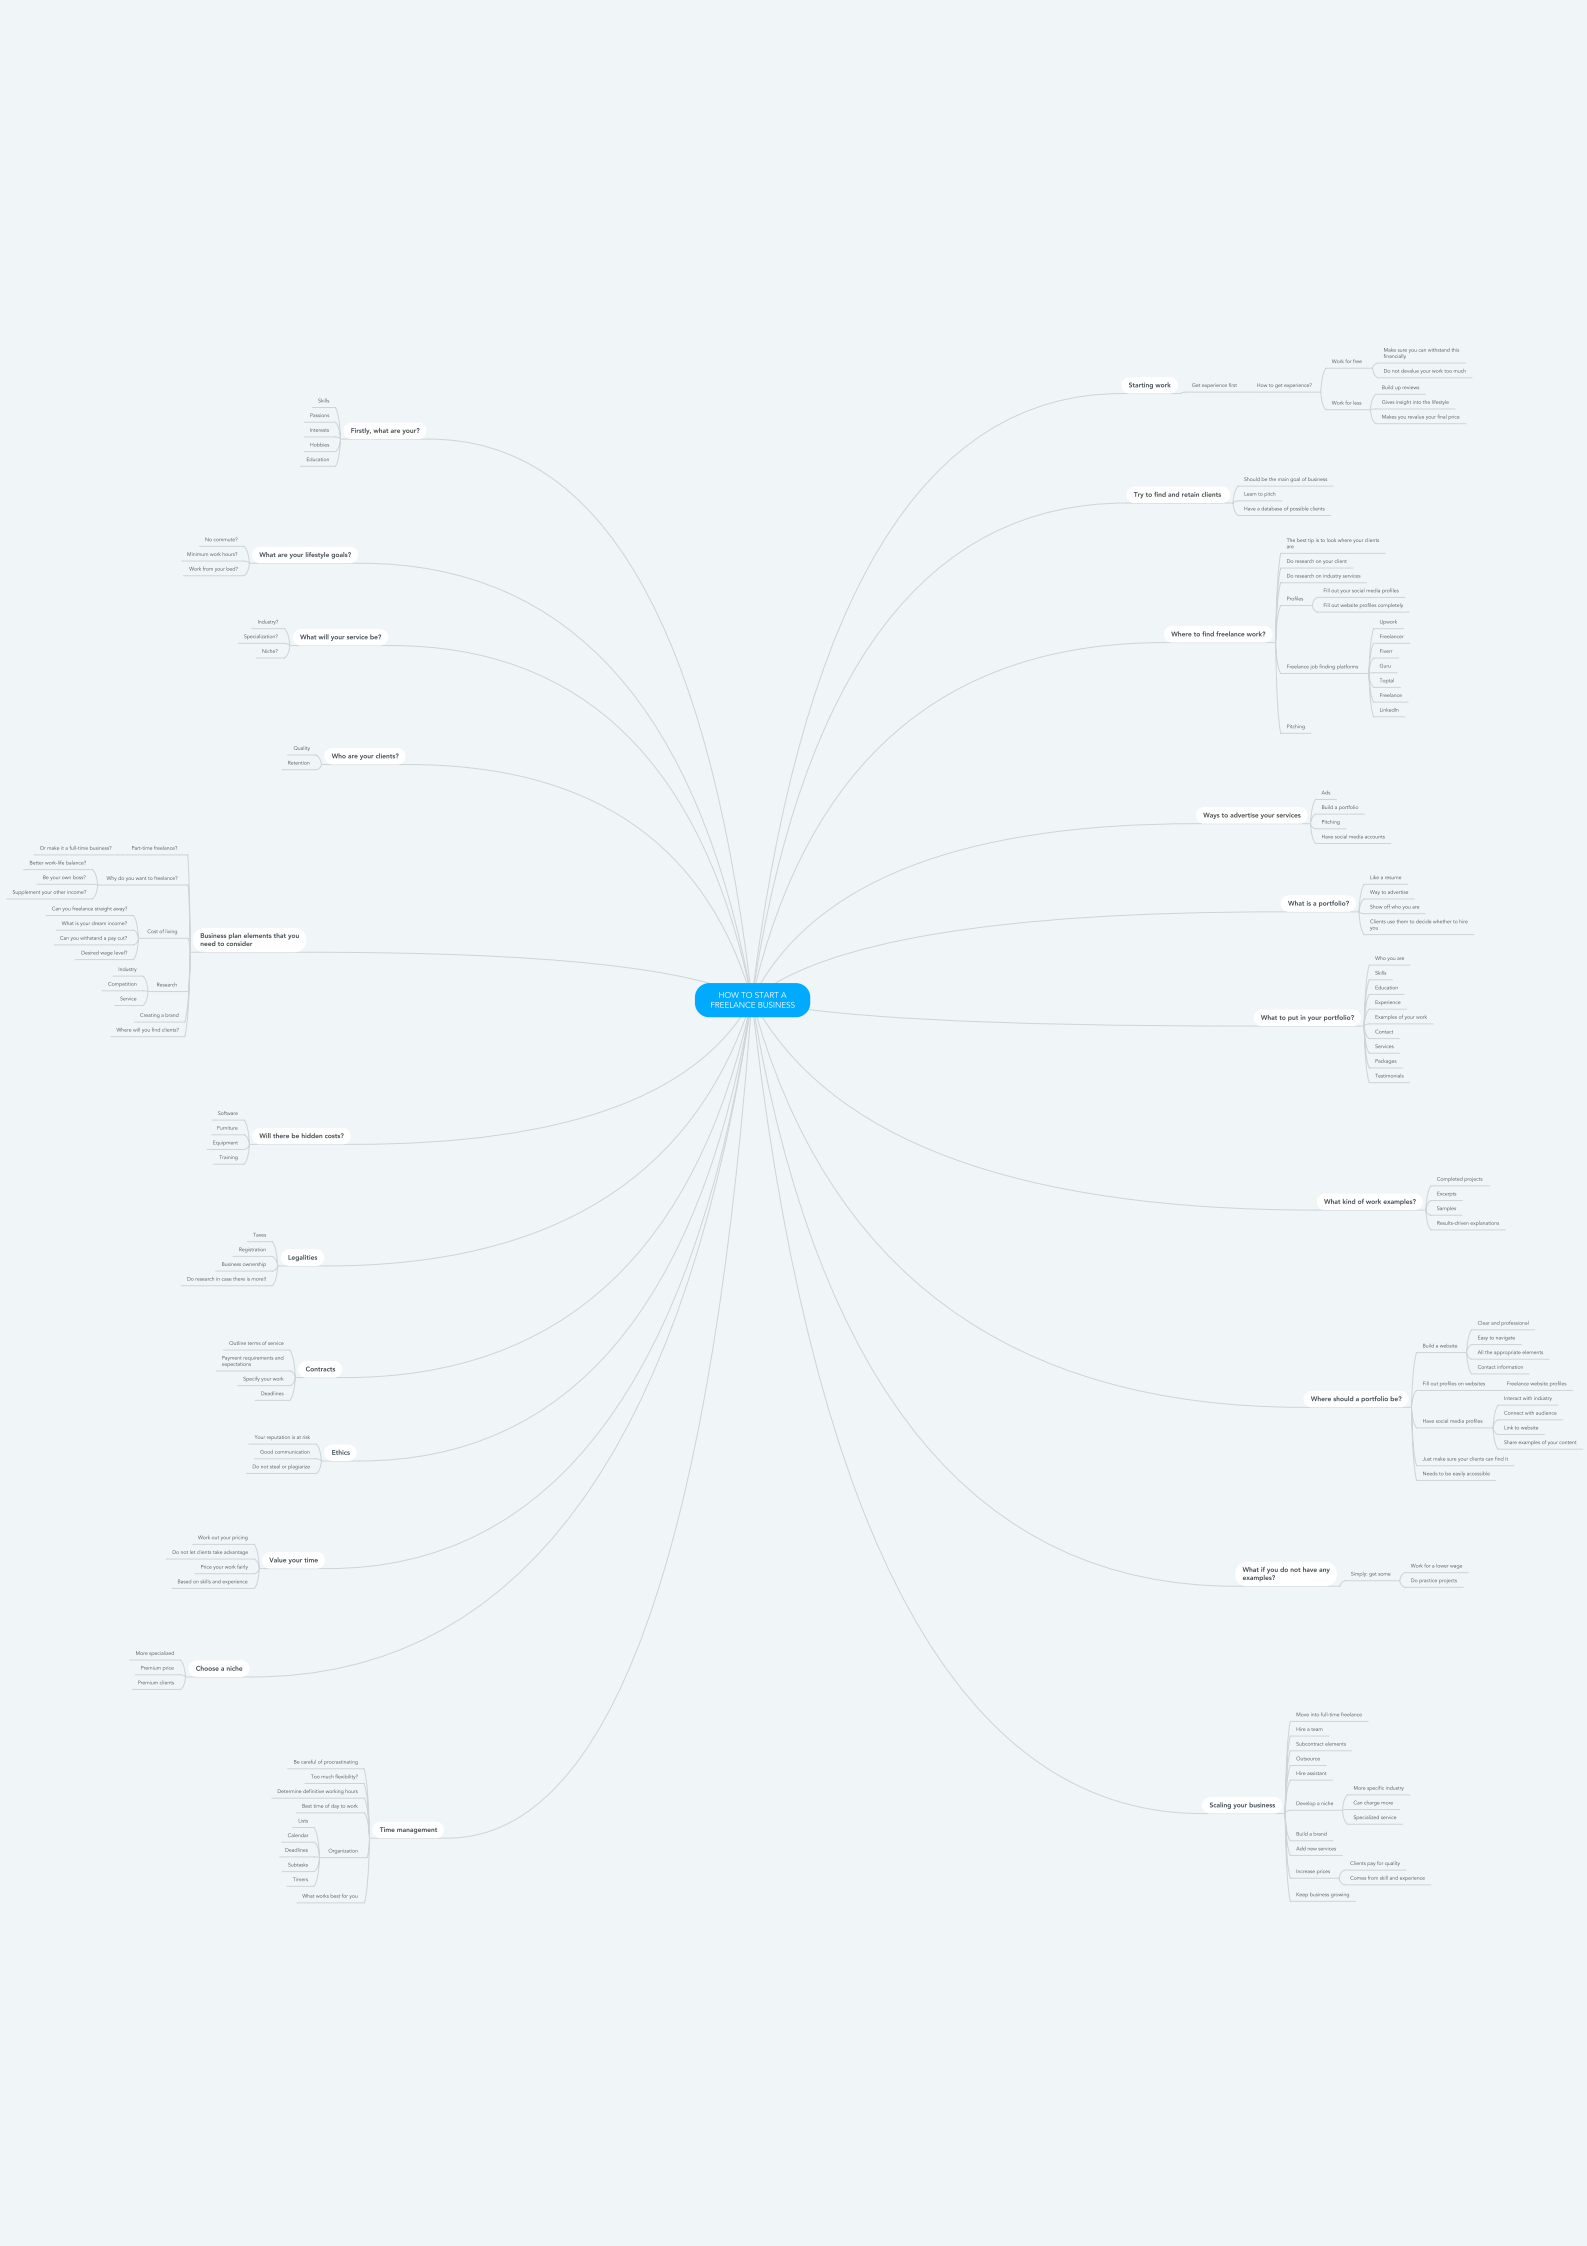 HOW TO START A
FREELANCE BUSINESS
Starting work
Get experience first
How to get experience?
Work for free
Make sure you can withstand this
financially
Do not devalue your work too much
Work for less
Build up reviews
Gives insight into the lifestyle
Makes you revalue your final price
Try to find and retain clients
Should be the main goal of business
Learn to pitch
Have a database of possible clients
Where to find freelance work?
The best tip is to look where your clients
are
Do research on your client
Do research on industry services
Profiles
Fill out your social media profiles
Fill out website profiles completely
Freelance job finding platforms
Upwork
Freelancer
Fiverr
Guru
Toptal
Freelance
LinkedIn
Pitching
Ways to advertise your services
Ads
Build a portfolio
Pitching
Have social media accounts
What is a portfolio?
Like a resume
Way to advertise
Show off who you are
Clients use them to decide whether to hire
you
What to put in your portfolio?
Who you are
Skills
Education
Experience
Examples of your work
Contact
Services
Packages
Testimonials
What kind of work examples?
Completed projects
Excerpts
Samples
Results-driven explanations
Where should a portfolio be?
Build a website
Clear and professional
Easy to navigate
All the appropriate elements
Contact information
Fill out profiles on websites
Freelance website profiles
Have social media profiles
Interact with industry
Connect with audience
Link to website
Share examples of your content
Just make sure your clients can find it
Needs to be easily accessible
What if you do not have any
examples?
Simply: get some
Work for a lower wage
Do practice projects
Scaling your business
Move into full-time freelance
Hire a team
Subcontract elements
Outsource
Hire assistant
Develop a niche
More specific industry
Can charge more
Specialized service
Build a brand
Add new services
Increase prices
Clients pay for quality
Comes from skill and experience
Keep business growing
Firstly, what are your?
Skills
Passions
Interests
Hobbies
Education
What are your lifestyle goals?
No commute?
Minimum work hours?
Work from your bed?
What will your service be?
Industry?
Specialization?
Niche?
Who are your clients?
Quality
Retention
Business plan elements that you
need to consider
Part-time freelance?
Or make it a full-time business?
Why do you want to freelance?
Better work-life balance?
Be your own boss?
Supplement your other income?
Cost of living
Can you freelance straight away?
What is your dream income?
Can you withstand a pay cut?
Desired wage level?
Research
Industry
Competition
Service
Creating a brand
Where will you find clients?
Will there be hidden costs?
Software
Furniture
Equipment
Training
Legalities
Taxes
Registration
Business ownership
Do research in case there is more!!
Contracts
Outline terms of service
Payment requirements and
expectations
Specify your work
Deadlines
Ethics
Your reputation is at risk
Good communication
Do not steal or plagiarize
Value your time
Work out your pricing
Do not let clients take advantage
Price your work fairly
Based on skills and experience
Choose a niche
More specialized
Premium price
Premium clients
Time management
Be careful of procrastinating
Too much flexibility?
Determine definitive working hours
Best time of day to work
Organization
Lists
Calendar
Deadlines
Subtasks
Timers
What works best for you